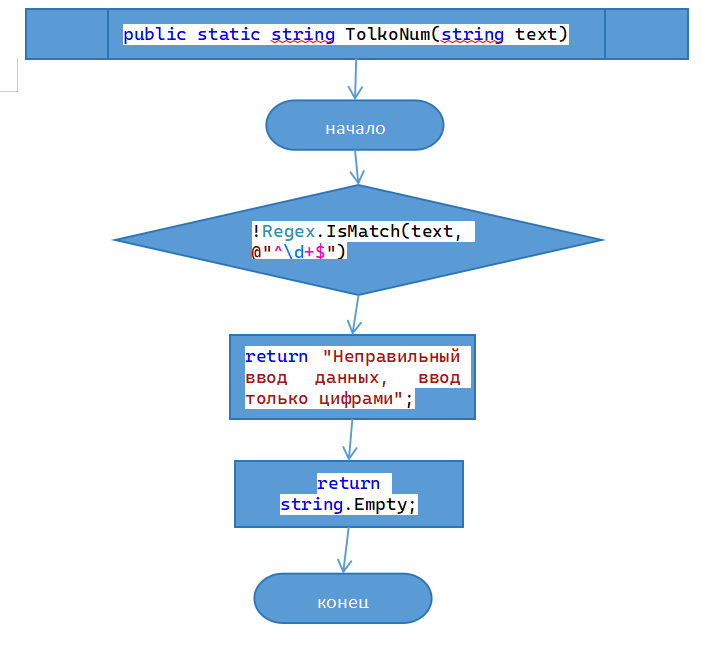 public static string TolkoNum(string text)
начало
!Regex.IsMatch(text,
@"^\d+$")
return "Неправильный
ввод данных, ввод
только цифрами";
return
string.Empty;
конец